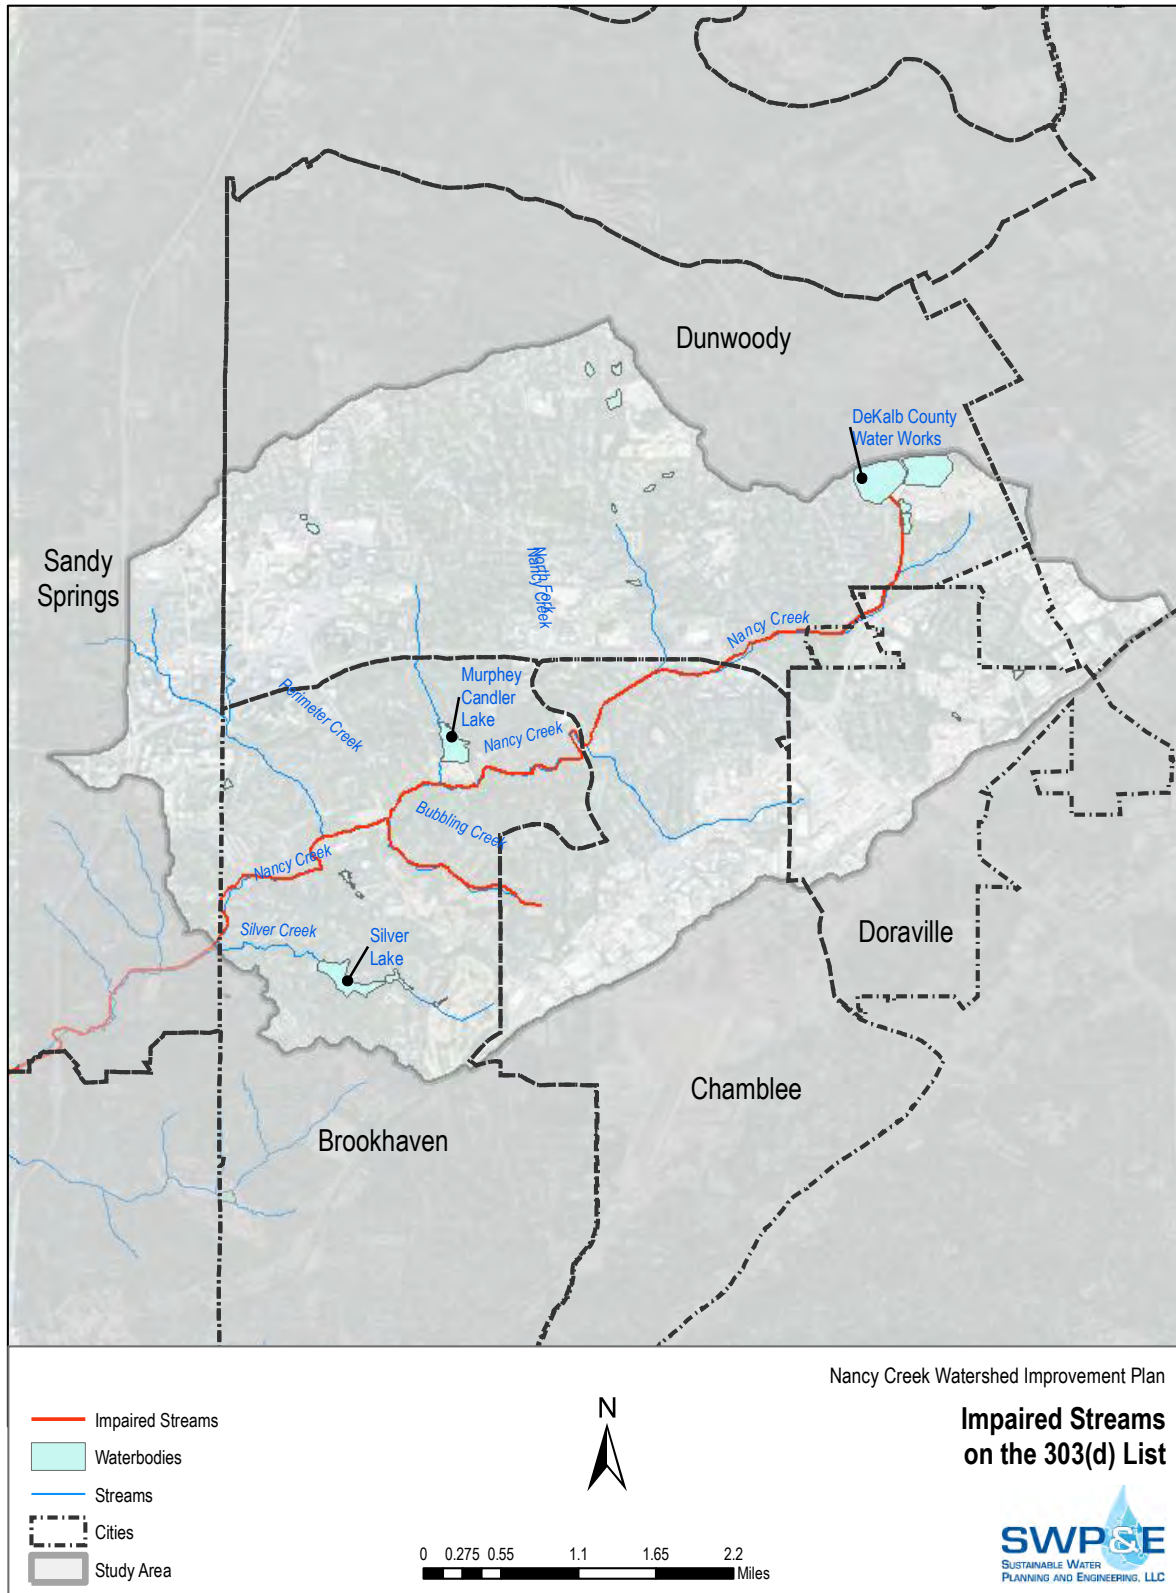 Dunwoody
DeKalb County
Water Works
Sandy
Springs
North Fork
Nancy Creek
Nancy Creek
Perimeter Creek
Murphey
Candler
Lake
Nancy Creek
Bubbling Creek
Nancy Creek
Silver Creek
Silver
Lake
Doraville
Chamblee
Brookhaven
Nancy Creek Watershed Improvement Plan
Impaired Streams
on the 303(d) List
Impaired Streams
Waterbodies
Streams
Cities
Study Area
N
0 0.275 0.55 1.1 1.65 2.2
Miles
SWP&E
SUSTAINABLE WATER
PLANNING AND ENGINEERING, LLC